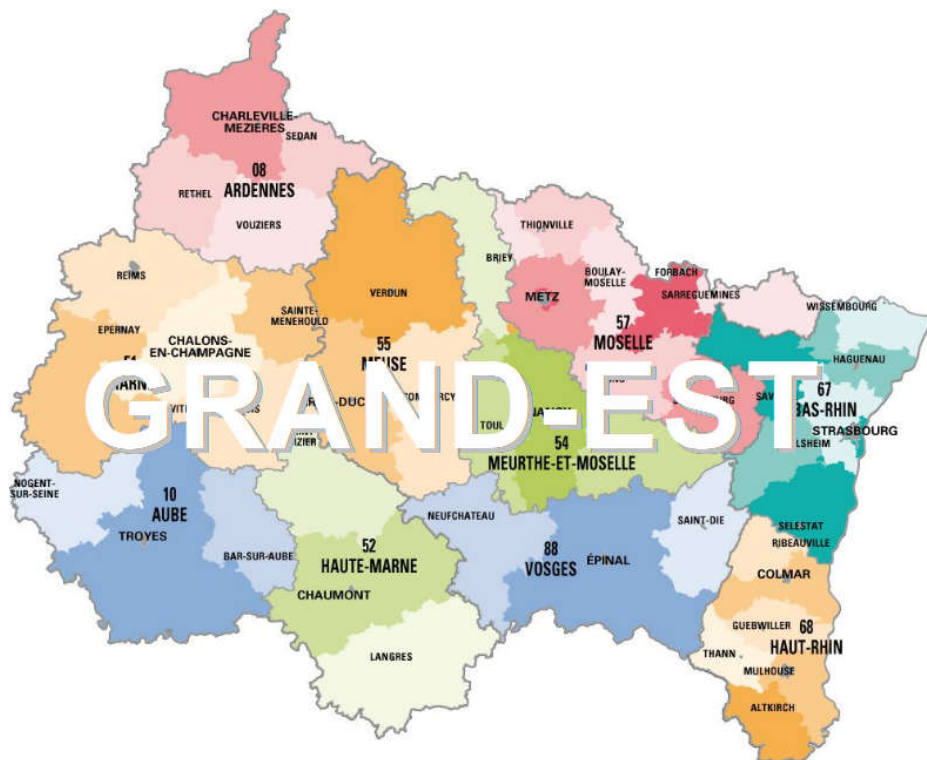 CHARLEVILLE-
MEZIÈRES
SEDAN
08
ARDENNES
RETHEL
VOUZIERS
THIONVILLE
BRIEY
BOULAY-
MOSELLE
FORBACH
SARREGUEMINES
METZ
57
MOSELLE
WISSEMBOURG
HAGUENAU
REIMS
VERDUN
SAINTE-
MENEHOULD
EPERNAY
CHALONS-
EN-CHAMPAGNE
55
MEUSE
GRAND-EST
TOUL
67
BAS-RHIN
STRASBOURG
54
MEURTHE-ET-MOSELLE
NOGENT-
SUR-SEINE
10
AUBE
TROYES
BAR-SUR-AUBE
52
HAUTE-MARNE
CHAUMONT
LANGRES
NEUFCHATEAU
88
VOSGES
ÉPINAL
SAINT-DIE
SELESTAT
RIBEAUVILLE
COLMAR
GUEBWILLER
68
HAUT-RHIN
THANN
MULHOUSE
ALTKIRCH